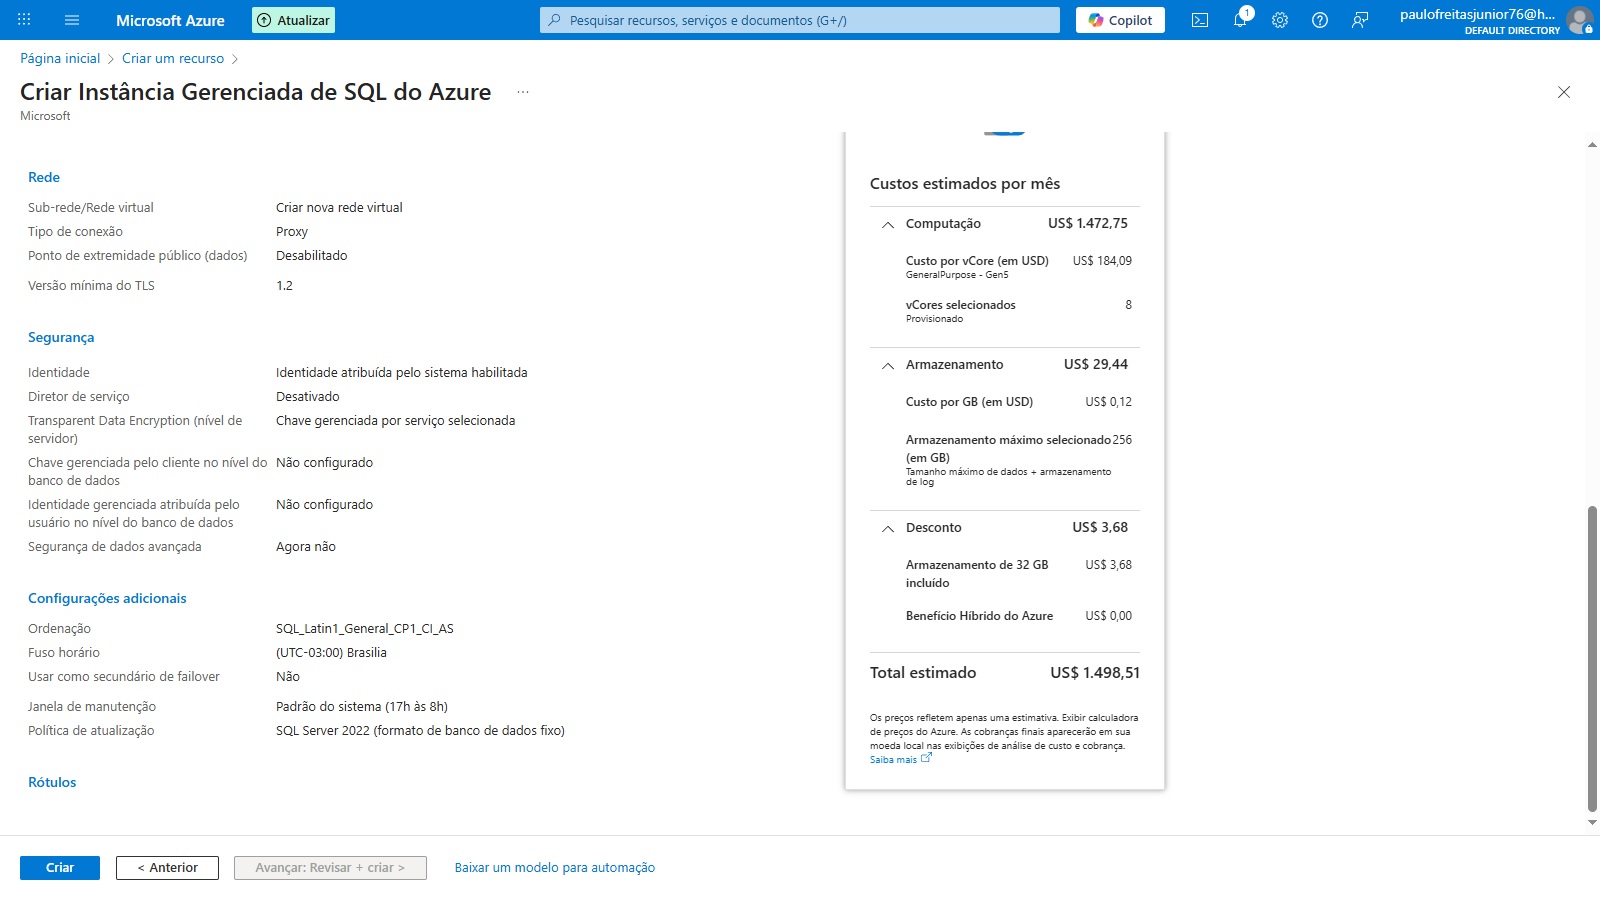 Microsoft Azure
Atualizar
Pesquisar recursos, serviços e documentos (G+/)
Copilot
1
paulofreitasjunior76@h...
DEFAULT DIRECTORY
Página inicial > Criar um recurso >
Criar Instância Gerenciada de SQL do Azure ...
Microsoft
Rede
Sub-rede/Rede virtual Criar nova rede virtual
Tipo de conexão Proxy
Ponto de extremidade público (dados) Desabilitado
Versão mínima do TLS 1.2
Segurança
Identidade Identidade atribuída pelo sistema habilitada
Diretor de serviço Desativado
Transparent Data Encryption (nível de Chave gerenciada por serviço selecionada
servidor)
Chave gerenciada pelo cliente no nível do Não configurado
banco de dados
Identidade gerenciada atribuída pelo Não configurado
usuário no nível do banco de dados
Segurança de dados avançada Agora não
Configurações adicionais
Ordenação SQL_Latin1_General_CP1_CI_AS
Fuso horário (UTC-03:00) Brasilia
Usar como secundário de failover Não
Janela de manutenção Padrão do sistema (17h às 8h)
Política de atualização SQL Server 2022 (formato de banco de dados fixo)
Rótulos
Custos estimados por mês
Computação US$ 1.472,75
Custo por vCore (em USD) US$ 184,09
GeneralPurpose - Gen5
vCores selecionados 8
Provisionado
Armazenamento US$ 29,44
Custo por GB (em USD) US$ 0,12
Armazenamento máximo selecionado 256
(em GB)
Tamanho máximo de dados + armazenamento
de log
Desconto US$ 3,68
Armazenamento de 32 GB US$ 3,68
incluído
Benefício Híbrido do Azure US$ 0,00
Total estimado US$ 1.498,51
Os preços refletem apenas uma estimativa. Exibir calculadora
de preços do Azure. As cobranças finais aparecerão em sua
moeda local nas exibições de análise de custo e cobrança.
Saiba mais
Criar
< Anterior
Avançar: Revisar + criar >
Baixar um modelo para automação